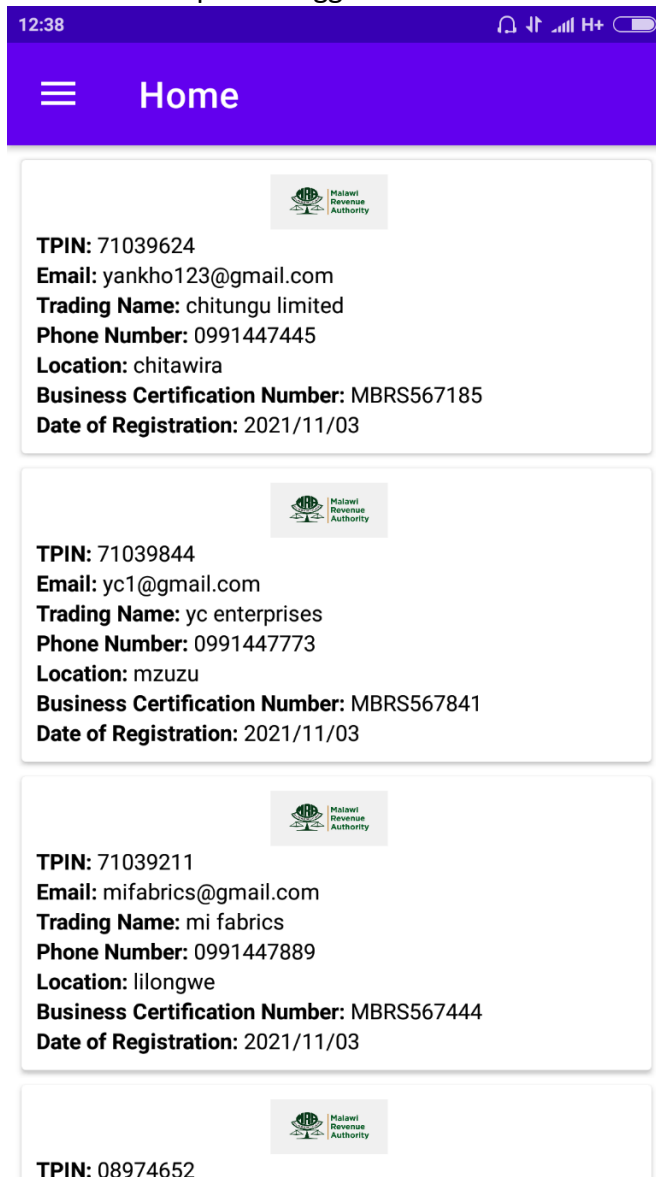 12:38 H+
Home
Malawi
Revenue
Authority
TPIN: 71039624
Email: yankho123@gmail.com
Trading Name: chitungu limited
Phone Number: 0991447445
Location: chitawira
Business Certification Number: MBRS567185
Date of Registration: 2021/11/03
MRA Malawi
Revenue
Authority
TPIN: 71039844
Email: yc1@gmail.com
Trading Name: yc enterprises
Phone Number: 0991447773
Location: mzuzu
Business Certification Number: MBRS567841
Date of Registration: 2021/11/03
MRA Malawi
Revenue
Authority
TPIN: 71039211
Email: mifabrics@gmail.com
Trading Name: mi fabrics
Phone Number: 0991447889
Location: lilongwe
Business Certification Number: MBRS567444
Date of Registration: 2021/11/03
MRA Malawi
Revenue
Authority
TPIN: 08974652